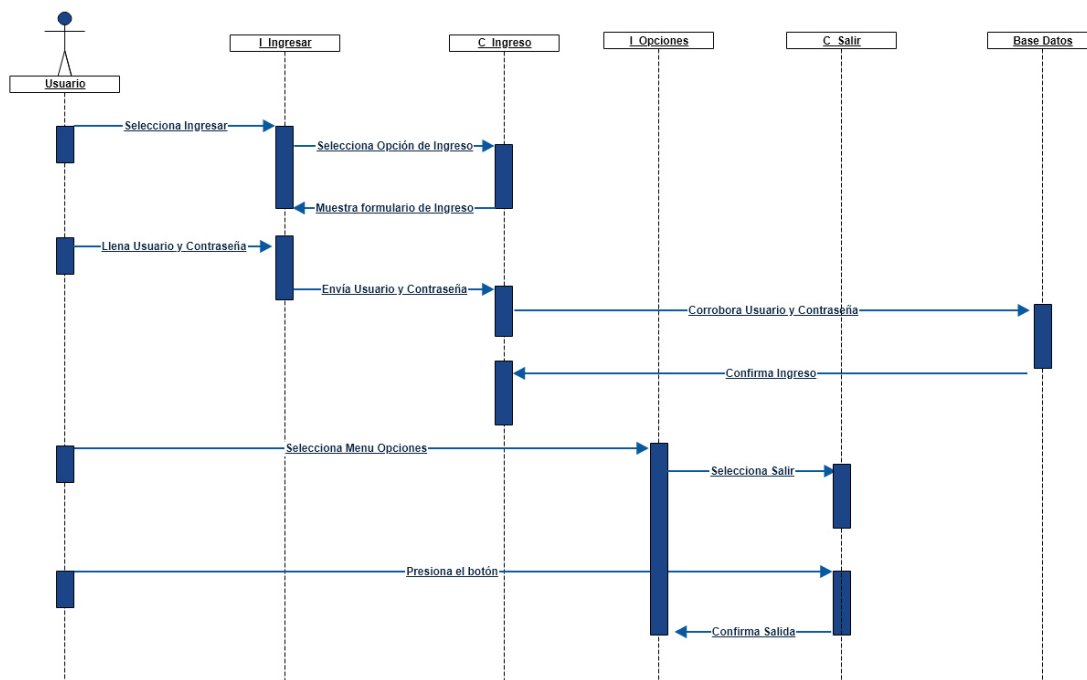 I_Ingresar
C_Ingreso
I_Opciones
C_Salir
Base Datos
Usuario
Selecciona Ingresar
Selecciona Opción de Ingreso
Muestra formulario de Ingreso
Llena Usuario y Contraseña
Envía Usuario y Contraseña
Corrobora Usuario y Contraseña
Confirma Ingreso
Selecciona Menu Opciones
Selecciona Salir
Presiona el botón
Confirma Salida